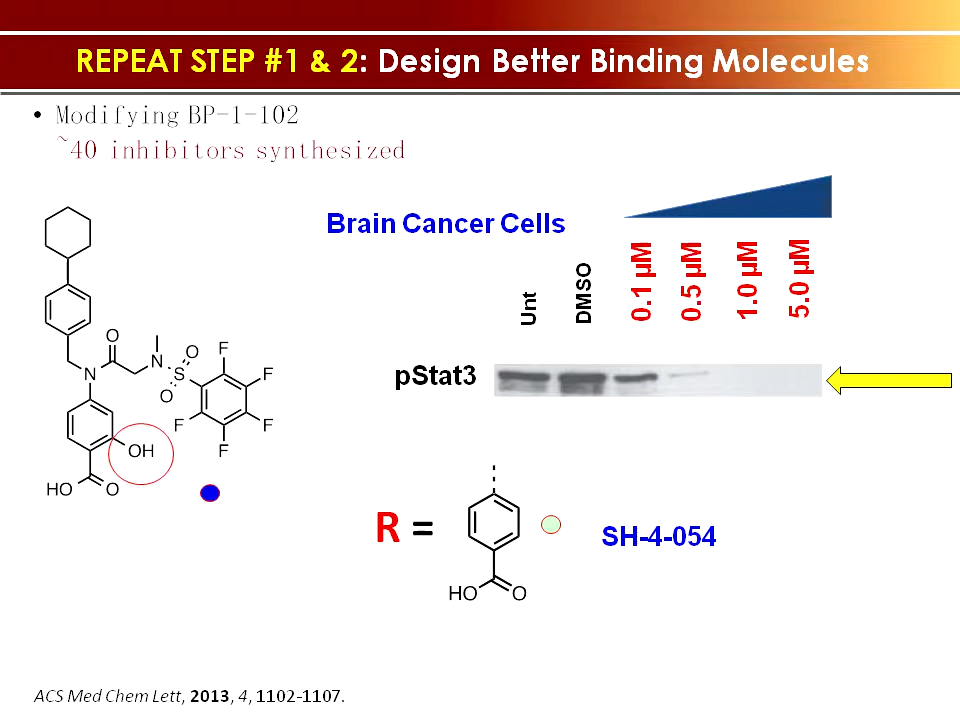 REPEAT STEP #1 & 2: Design Better Binding Molecules
• Modifying BP-1-102
~40 inhibitors synthesized
Brain Cancer Cells
Unt
DMSO
0.1 µM
0.5 µM
1.0 µM
5.0 µM
pStat3
O
N
O
N
S
O
F
F
F
F
F
OH
HO
O
R =
HO
O
SH-4-054
ACS Med Chem Lett, 2013, 4, 1102-1107.